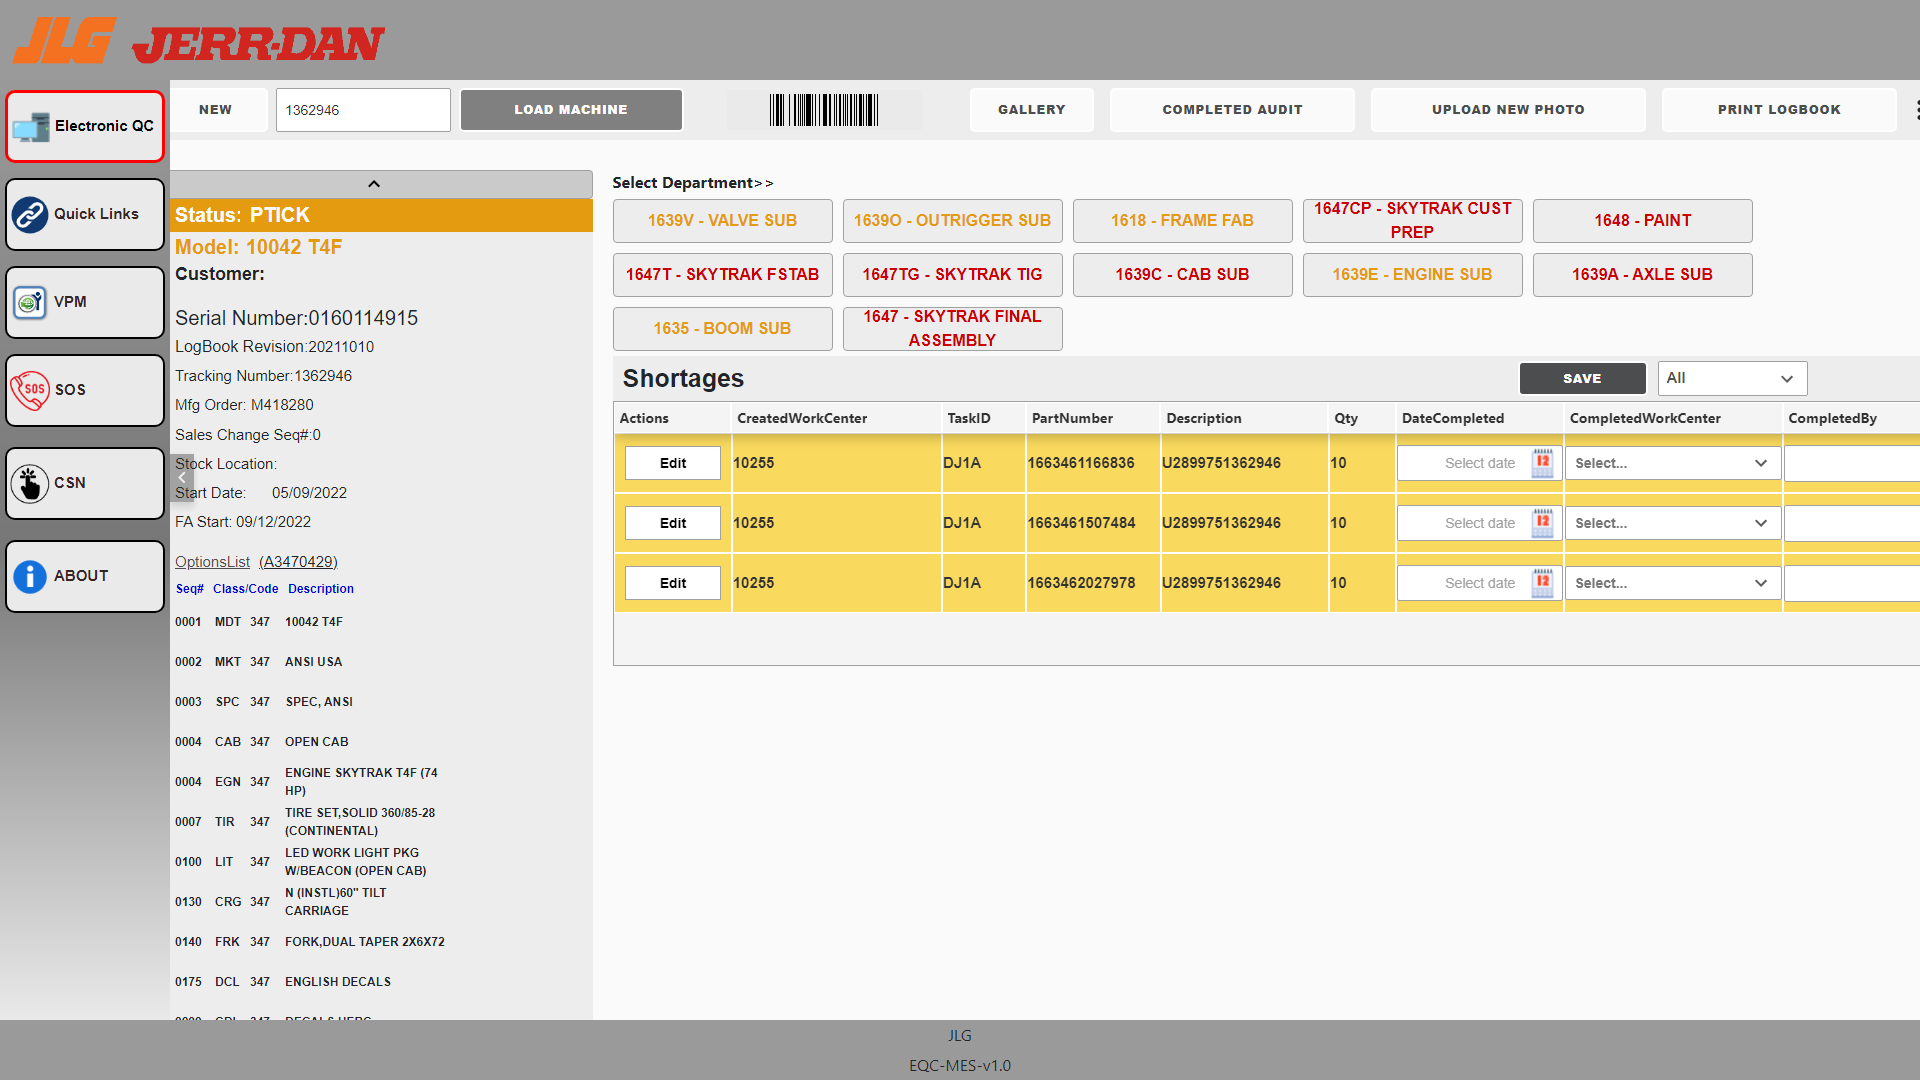 JLG JERR-DAN
Electronic QC
Quick Links
VPM
SOS
SOS
CSN
ABOUT
NEW
1362946
LOAD MACHINE
GALLERY
COMPLETED AUDIT
UPLOAD NEW PHOTO
PRINT LOGBOOK
Status: PTICK
Model: 10042 T4F
Customer:
Serial Number:0160114915
LogBook Revision:20211010
Tracking Number:1362946
Mfg Order: M418280
Sales Change Seq#:0
Stock Location:
Start Date: 05/09/2022
FA Start: 09/12/2022
OptionsList (A3470429)
Seq# Class/Code Description
0001 MDT 347 10042 T4F
0002 MKT 347 ANSI USA
0003 SPC 347 SPEC, ANSI
0004 CAB 347 OPEN CAB
0004 EGN 347 ENGINE SKYTRAK T4F (74
HP)
0007 TIR 347 TIRE SET,SOLID 360/85-28
(CONTINENTAL)
0100 LIT 347 LED WORK LIGHT PKG
W/BEACON (OPEN CAB)
0130 CRG 347 N (INSTL)60" TILT
CARRIAGE
0140 FRK 347 FORK,DUAL TAPER 2X6X72
0175 DCL 347 ENGLISH DECALS
Select Department>>
1639V - VALVE SUB
1639O - OUTRIGGER SUB
1618 - FRAME FAB
1647CP - SKYTRAK CUST
PREP
1648 - PAINT
1647T - SKYTRAK FSTAB
1647TG - SKYTRAK TIG
1639C - CAB SUB
1639E - ENGINE SUB
1639A - AXLE SUB
1635 - BOOM SUB
1647 - SKYTRAK FINAL
ASSEMBLY
Shortages
SAVE
All
Actions CreatedWorkCenter TaskID PartNumber Description Qty DateCompleted CompletedWorkCenter CompletedBy
Edit 10255 DJ1A 1663461166836 U2899751362946 10 Select date 12 Select...
Edit 10255 DJ1A 1663461507484 U2899751362946 10 Select date 12 Select...
Edit 10255 DJ1A 1663462027978 U2899751362946 10 Select date 12 Select...
JLG
EQC-MES-v1.0